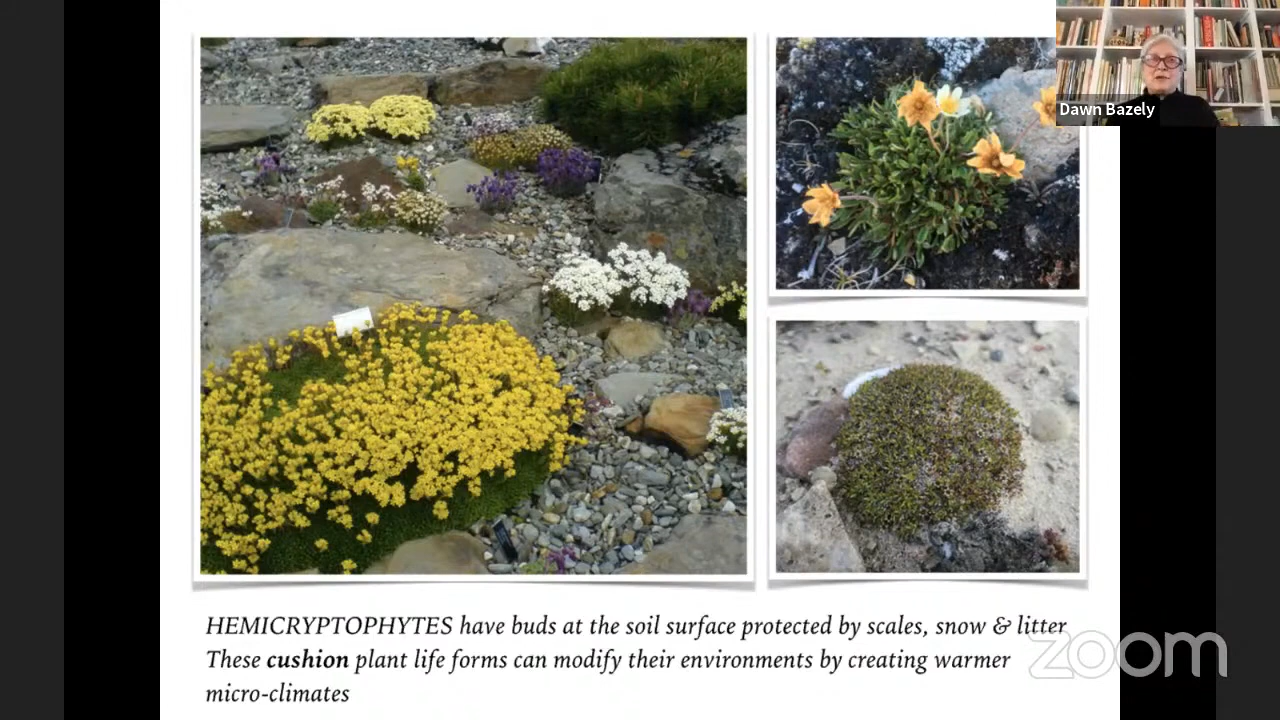 Dawn Bazely
HEMICRYPTOPHYTES have buds at the soil surface protected by scales, snow & litter
These cushion plant life forms can modify their environments by creating warmer
micro-climates
zoom